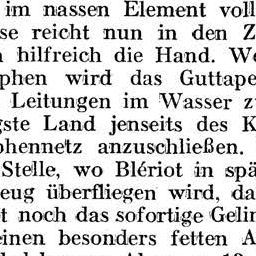 im nassen Element voll
se reicht nun in den Z
hilfreich die Hand. We
phen wird das Guttape
Leitungen im Wasser z
gste Land jenseits des K
phennetz anzuschließen.
Stelle, wo Blériot in spä
eug überfliegen wird, da
t noch das sofortige Gelin
einen besonders fetten A